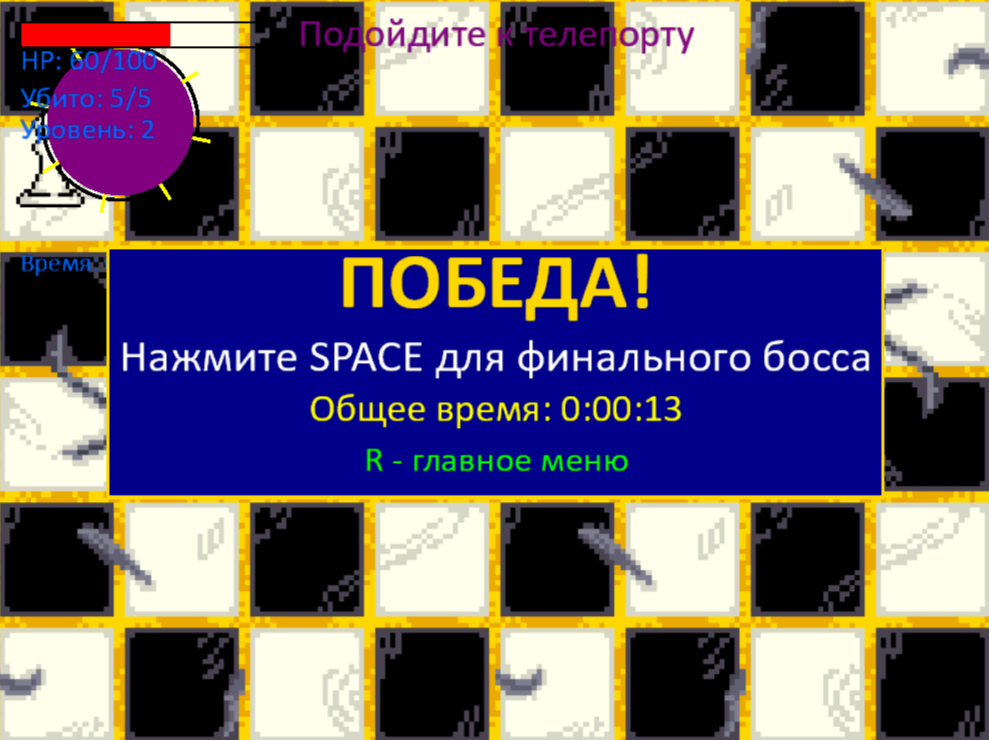 Подойдите к телепорту
HP: 60/100
Убито: 5/5
Уровень: 2
Время
ПОБЕДА!
Нажмите SPACE для финального босса
Общее время: 0:00:13
R - главное меню